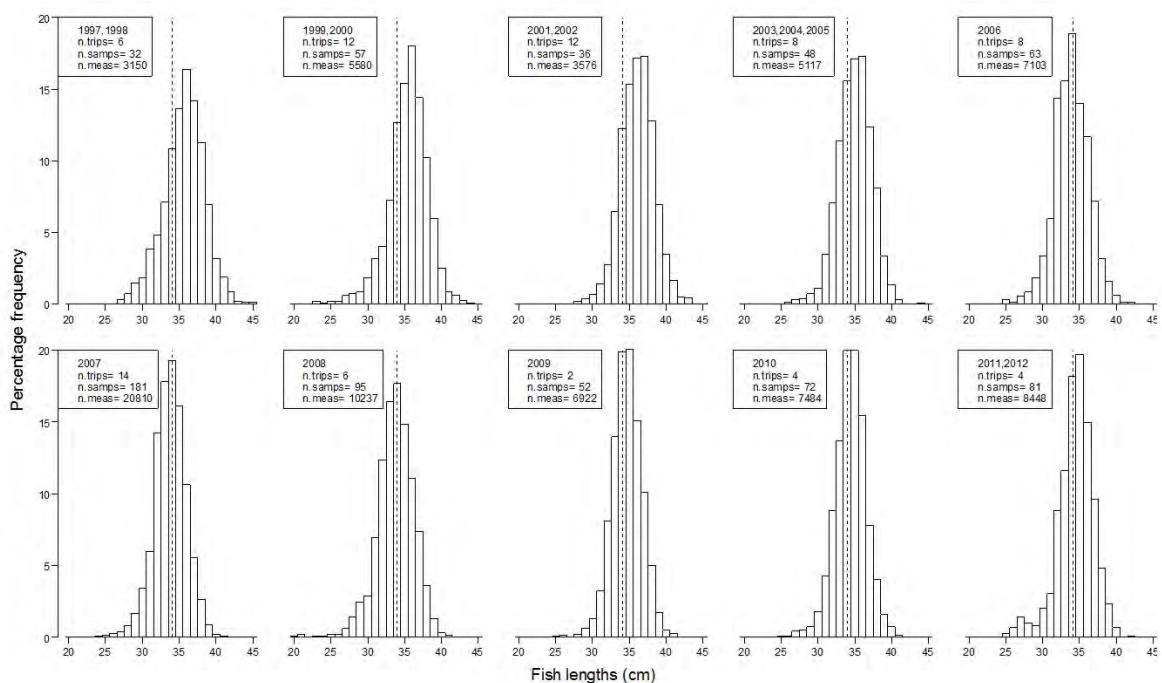 1997,1998
n.trips= 6
n.samps= 32
n.meas= 3150
1999,2000
n.trips= 12
n.samps= 57
n.meas= 5580
2001,2002
n.trips= 12
n.samps= 36
n.meas= 3576
2003,2004,2005
n.trips= 8
n.samps= 48
n.meas= 5117
2006
n.trips= 8
n.samps= 63
n.meas= 7103
20
15
10
5
0
20 25 30 35 40 45
20 25 30 35 40 45
20 25 30 35 40 45
20 25 30 35 40 45
20 25 30 35 40 45
Percentage frequency
2007
n.trips= 14
n.samps= 181
n.meas= 20810
2008
n.trips= 6
n.samps= 95
n.meas= 10237
2009
n.trips= 2
n.samps= 52
n.meas= 6922
2010
n.trips= 4
n.samps= 72
n.meas= 7484
2011,2012
n.trips= 4
n.samps= 81
n.meas= 8448
20
15
10
5
0
20 25 30 35 40 45
20 25 30 35 40 45
20 25 30 35 40 45
20 25 30 35 40 45
20 25 30 35 40 45
Fish lengths (cm)